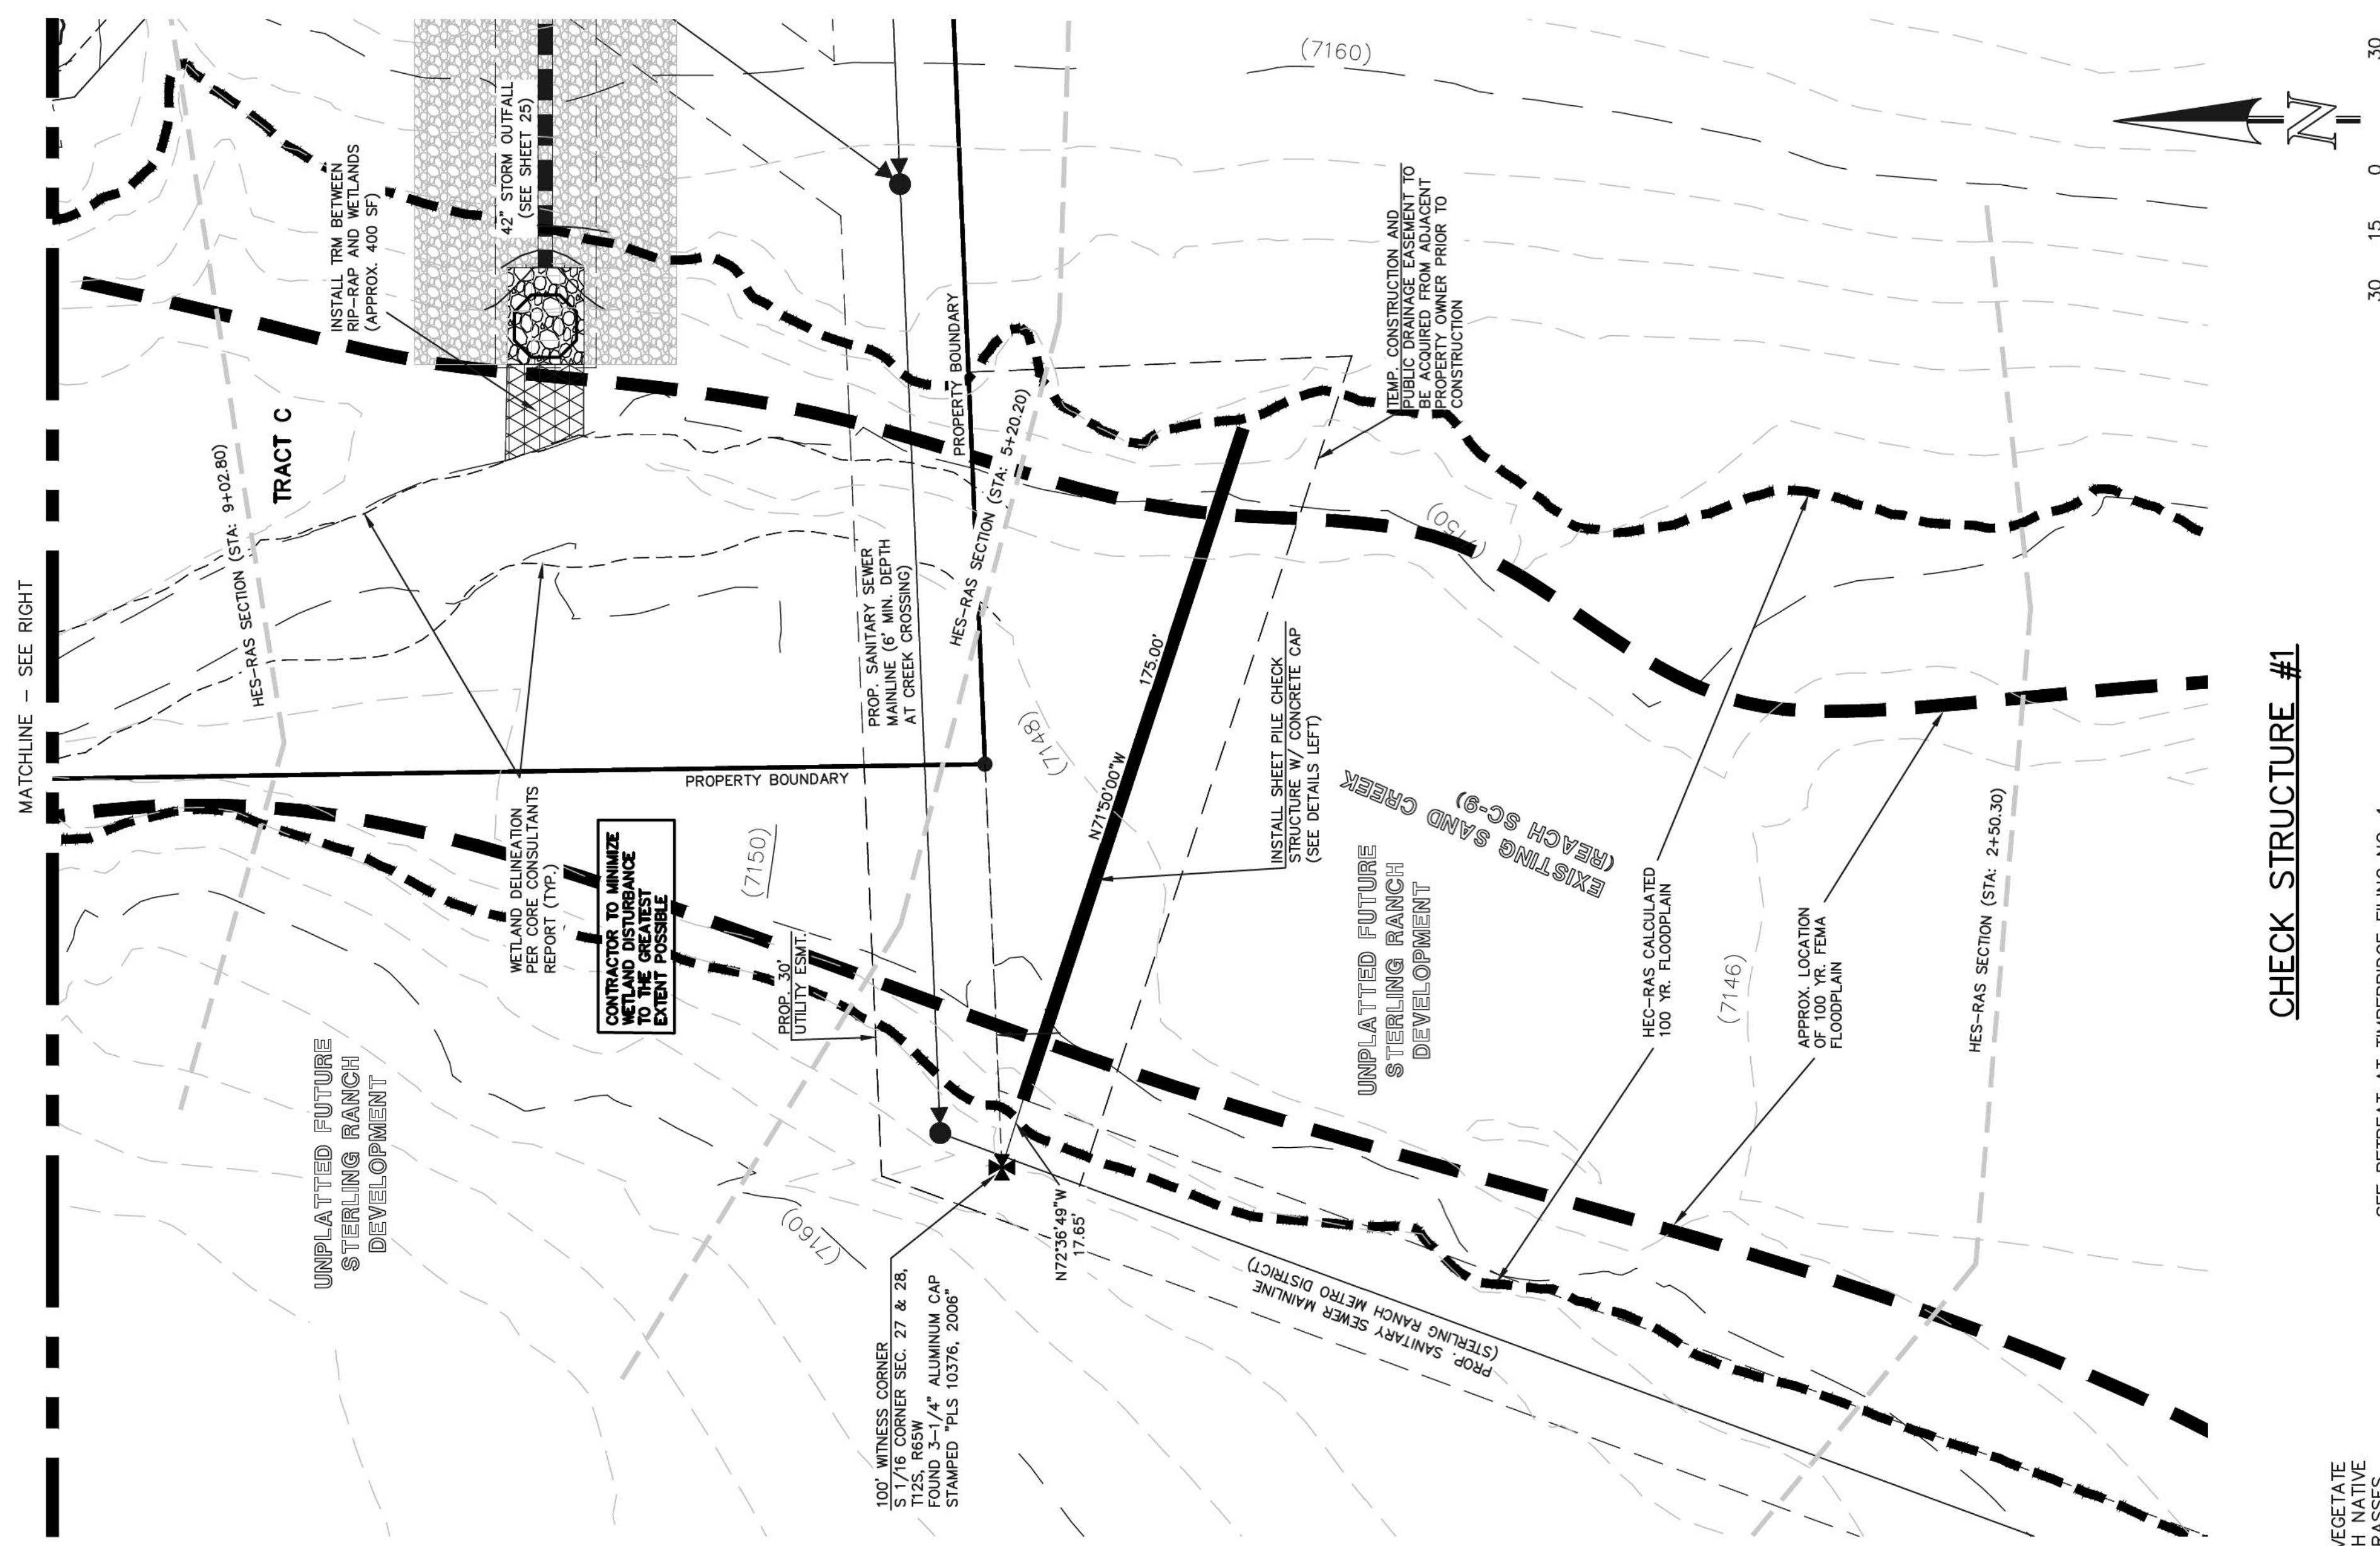 MATCHLINE – SEE RIGHT
INSTALL TRM BETWEEN
RIP–RAP AND WETLANDS
(APPROX. 400 SF)
42" STORM OUTFALL
(SEE SHEET 25)
(7160)
N
30
15
0
30
TRACT C
HES–RAS SECTION (STA: 9+02.80)
PROPERTY BOUNDARY
TEMP. CONSTRUCTION AND
PUBLIC DRAINAGE EASEMENT TO
BE ACQUIRED FROM ADJACENT
PROPERTY OWNER PRIOR TO
CONSTRUCTION
HES–RAS SECTION (STA: 5+20.20)
PROP. SANITARY SEWER
MAINLINE (6' MIN. DEPTH
AT CREEK CROSSING)
(7150)
175.00'
N71°50'00"W
(7148)
INSTALL SHEET PILE CHECK
STRUCTURE W/ CONCRETE CAP
(SEE DETAILS LEFT)
EXISTING SAND CREEK
(REACH SC-9)
PROPERTY BOUNDARY
WETLAND DELINEATION
PER CORE CONSULTANTS
REPORT (TYP.)
CONTRACTOR TO MINIMIZE
WETLAND DISTURBANCE
TO THE GREATEST
EXTENT POSSIBLE
(7150)
PROP. 30'
UTILITY ESMT.
UNPLATTED FUTURE
STERLING RANCH
DEVELOPMENT
UNPLATTED FUTURE
STERLING RANCH
DEVELOPMENT
HEC–RAS CALCULATED
100 YR. FLOODPLAIN
(7146)
APPROX. LOCATION
OF 100 YR. FEMA
FLOODPLAIN
HES–RAS SECTION (STA: 2+50.30)
(7160)
N72°36'49"W
17.65'
100' WITNESS CORNER
S 1/16 CORNER SEC. 27 & 28,
T12S, R65W
FOUND 3–1/4" ALUMINUM CAP
STAMPED "PLS 10376, 2006"
PROP. SANITARY SEWER MAINLINE
(STERLING RANCH METRO DISTRICT)
CHECK STRUCTURE #1